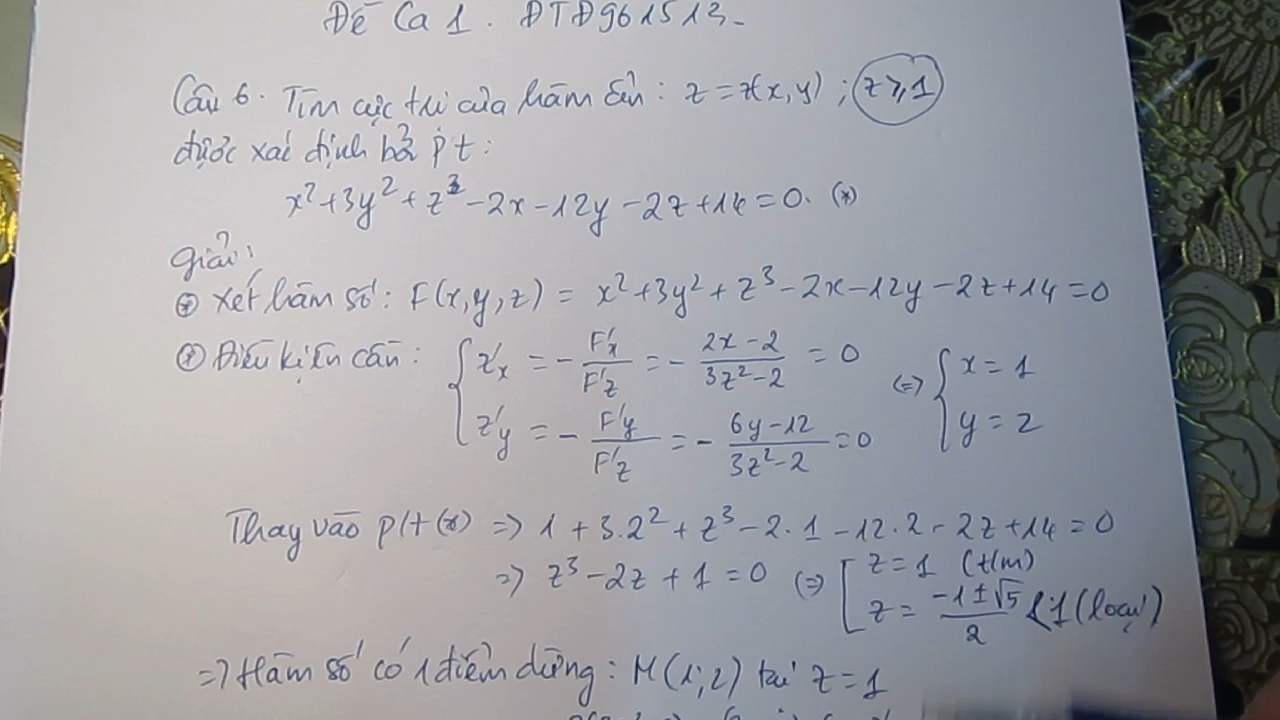 Đề Ca 1. ĐTĐ961513-
Câu 6. Tìm cực trị của hàm ẩn: z = z(x, y) ; z ≥ 1
được xác định bở pt:
x² + 3y² + z³ - 2x - 12y - 2z + 14 = 0. (*)
Giải:
⊛ Xét hàm số: F(x, y, z) = x² + 3y² + z³ - 2x - 12y - 2z + 14 = 0
⊛ Điều kiện cần: { z'x = - F'x / F'z = - (2x - 2) / (3z² - 2) = 0
z'y = - F'y / F'z = - (6y - 12) / (3z² - 2) = 0
(=) { x = 1
y = 2
Thay vào p/t (*) => 1 + 3.2² + z³ - 2.1 - 12.2 - 2z + 14 = 0
=> z³ - 2z + 1 = 0 (=) [ z = 1 (t/m)
z = (-1 ± √5) / 2 < 1 (loại)
=> Hàm số có 1 điểm dừng: M(1; 2) tại z = 1